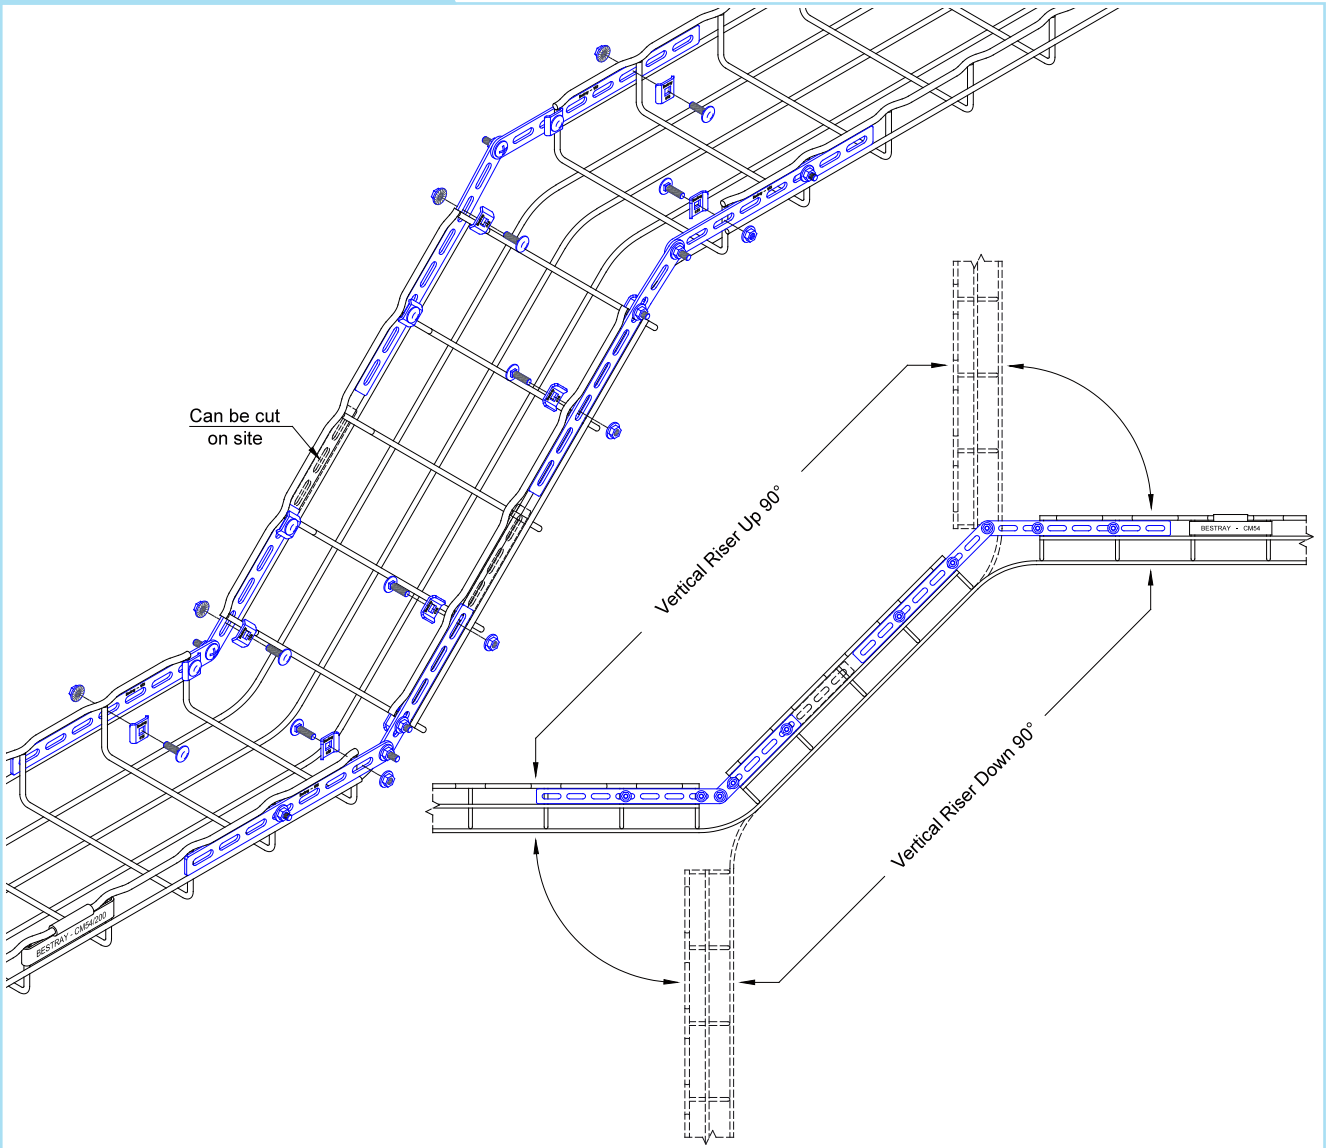 Can be cut
on site
Vertical Riser Up 90°
BESTRAY - CM54
Vertical Riser Down 90°
BESTRAY - CM54/200